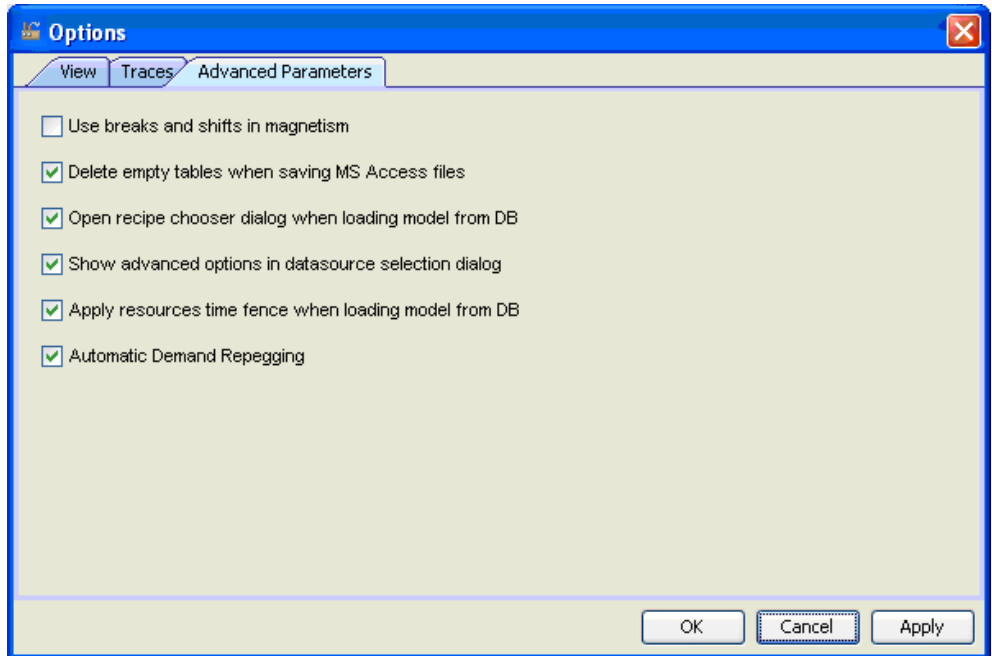 Options
View Traces Advanced Parameters
Use breaks and shifts in magnetism
Delete empty tables when saving MS Access files
Open recipe chooser dialog when loading model from DB
Show advanced options in datasource selection dialog
Apply resources time fence when loading model from DB
Automatic Demand Repegging
OK Cancel Apply